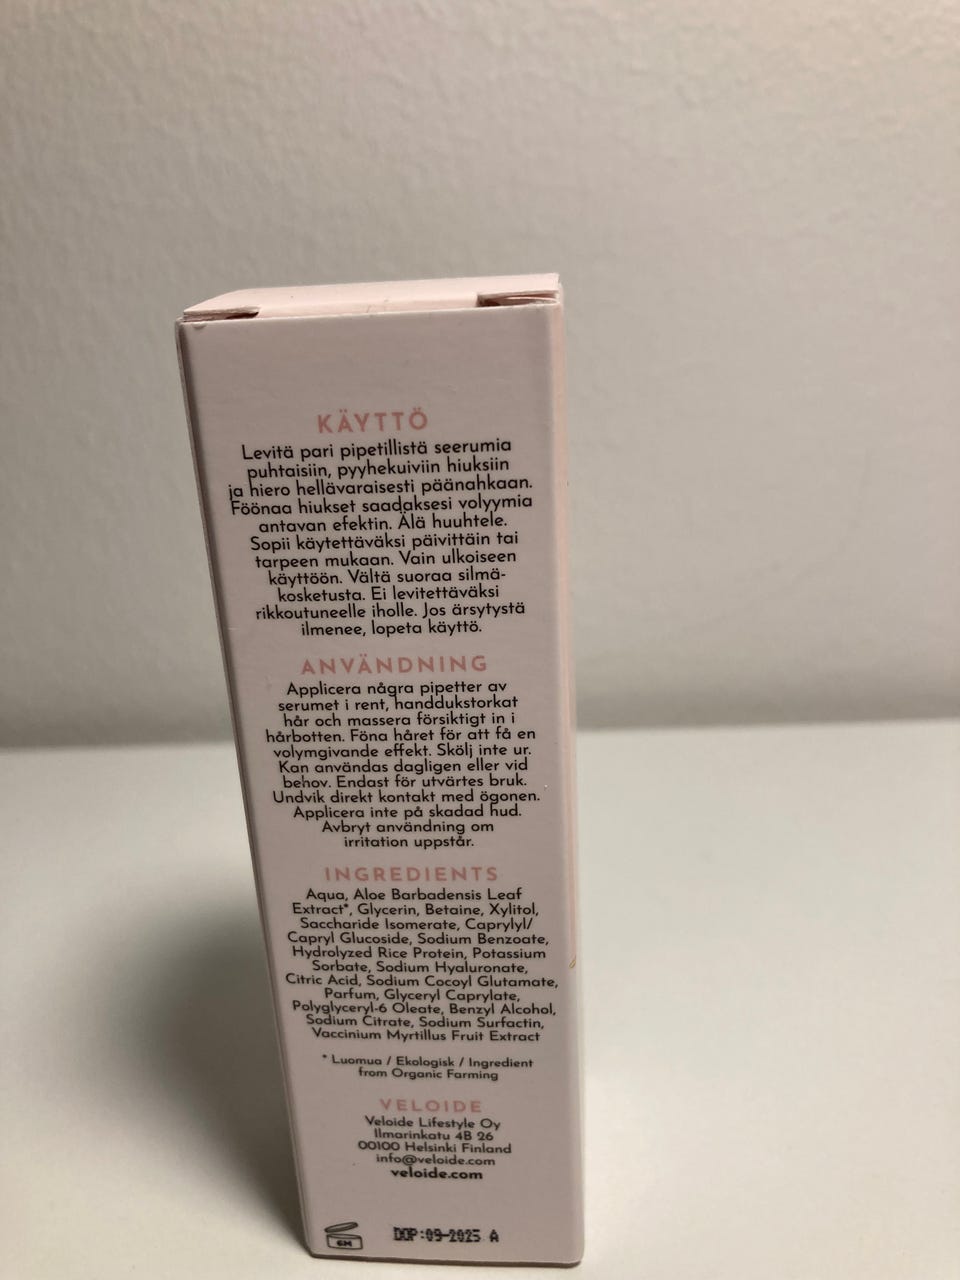 KÄYTTÖ
Levitä pari pipetillistä seerumia
puhtaisiin, pyyhekuiviin hiuksiin
ja hiero hellävaraisesti päänahkaan.
Föönaa hiukset saadaksesi volyymia
antavan efektin. Älä huuhtele.
Sopii käytettäväksi päivittäin tai
tarpeen mukaan. Vain ulkoiseen
käyttöön. Vältä suoraa silmä-
kosketusta. Ei levitettäväksi
rikkoutuneelle iholle. Jos ärsytystä
ilmenee, lopeta käyttö.
ANVÄNDNING
Applicera några pipetter av
serumet i rent, handdukstorkat
hår och massera försiktigt in i
hårbotten. Föna håret för att få en
volymgivande effekt. Skölj inte ur.
Kan användas dagligen eller vid
behov. Endast för utvärtes bruk.
Undvik direkt kontakt med ögonen.
Applicera inte på skadad hud.
Avbryt användning om
irritation uppstår.
INGREDIENTS
Aqua, Aloe Barbadensis Leaf
Extract*, Glycerin, Betaine, Xylitol,
Saccharide Isomerate, Caprylyl/
Capryl Glucoside, Sodium Benzoate,
Hydrolyzed Rice Protein, Potassium
Sorbate, Sodium Hyaluronate,
Citric Acid, Sodium Cocoyl Glutamate,
Parfum, Glyceryl Caprylate,
Polyglyceryl-6 Oleate, Benzyl Alcohol,
Sodium Citrate, Sodium Surfactin,
Vaccinium Myrtillus Fruit Extract
* Luomua / Ekologisk / Ingredient
from Organic Farming
VELOIDE
Veloide Lifestyle Oy
Ilmarinkatu 4B 26
00100 Helsinki Finland
info@veloide.com
veloide.com
6M
DOP:09-2025 A